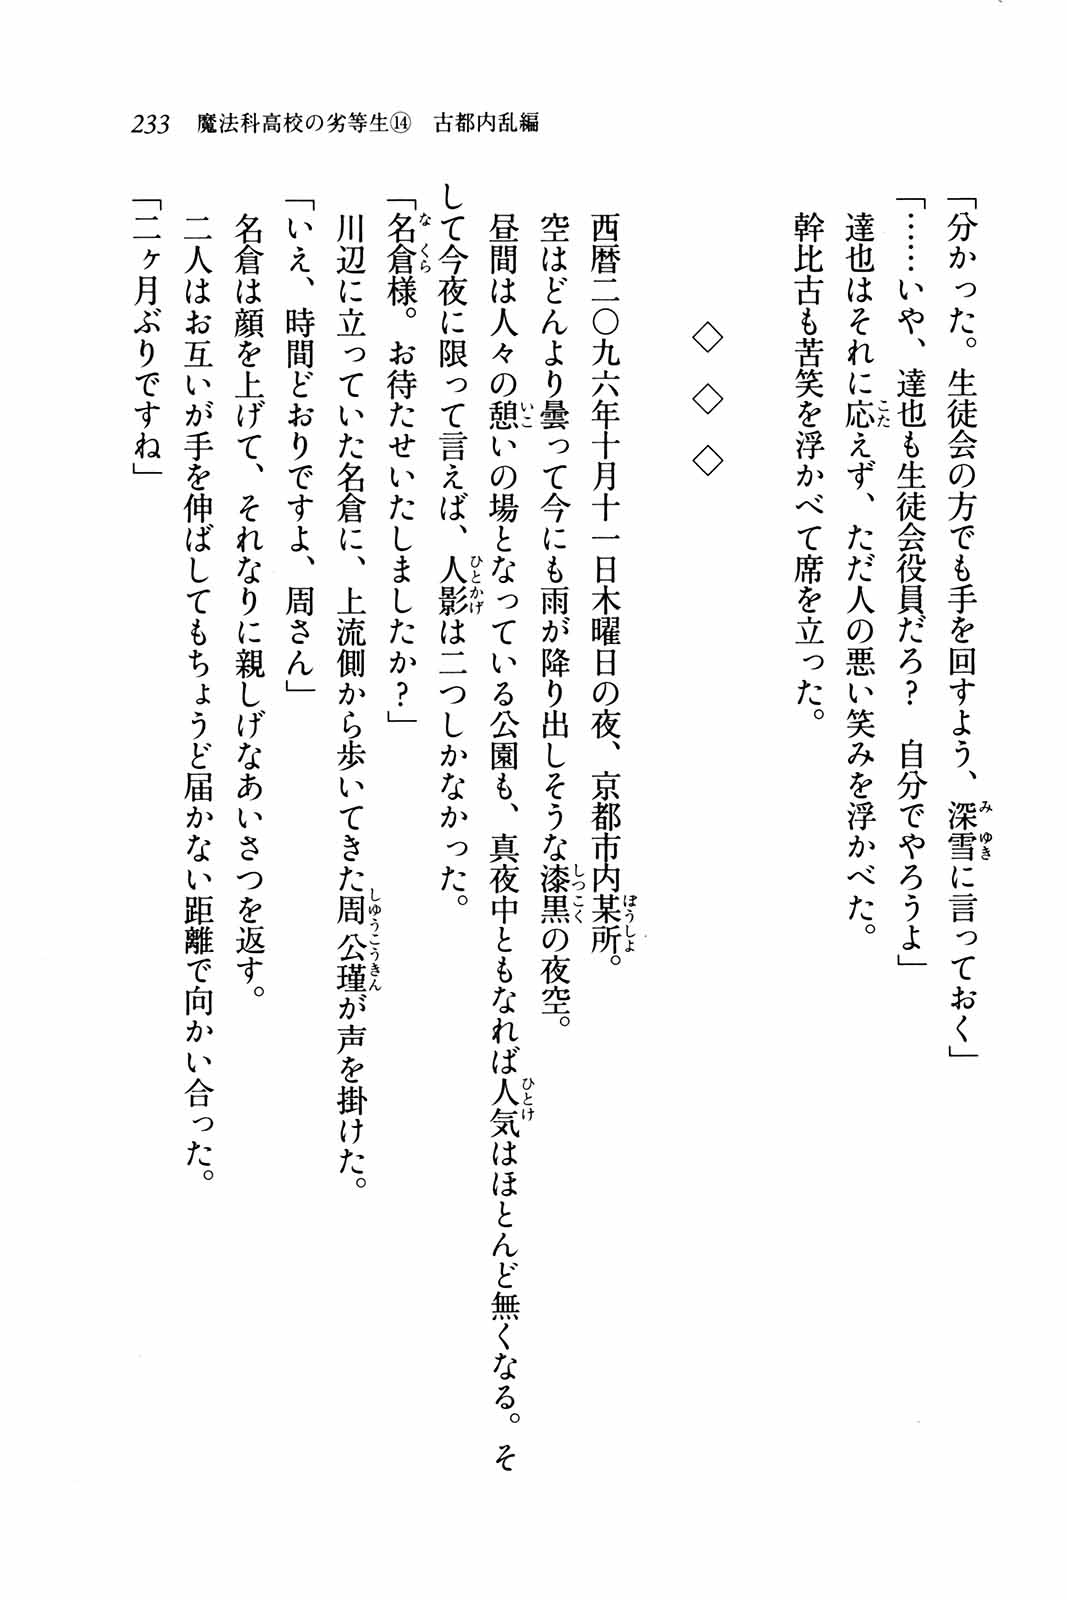 233 魔法科高校の劣等生⑭ 古都内乱編
「分かった。生徒会の方でも手を回すよう、深雪に言っておく」
「……いや、達也も生徒会役員だろ？　自分でやろうよ」
達也はそれに応えず、ただ人の悪い笑みを浮かべた。
幹比古も苦笑を浮かべて席を立った。
◇　◇　◇
西暦二〇九六年十月十一日木曜日の夜、京都市内某所。
空はどんより曇って今にも雨が降り出しそうな漆黒の夜空。
昼間は人々の憩いの場となっている公園も、真夜中ともなれば人気はほとんど無くなる。そ
して今夜に限って言えば、人影は二つしかなかった。
「名倉様。お待たせいたしましたか？」
川辺に立っていた名倉に、上流側から歩いてきた周公瑾が声を掛けた。
「いえ、時間どおりですよ、周さん」
名倉は顔を上げて、それなりに親しげなあいさつを返す。
二人はお互いが手を伸ばしてもちょうど届かない距離で向かい合った。
「二ヶ月ぶりですね」